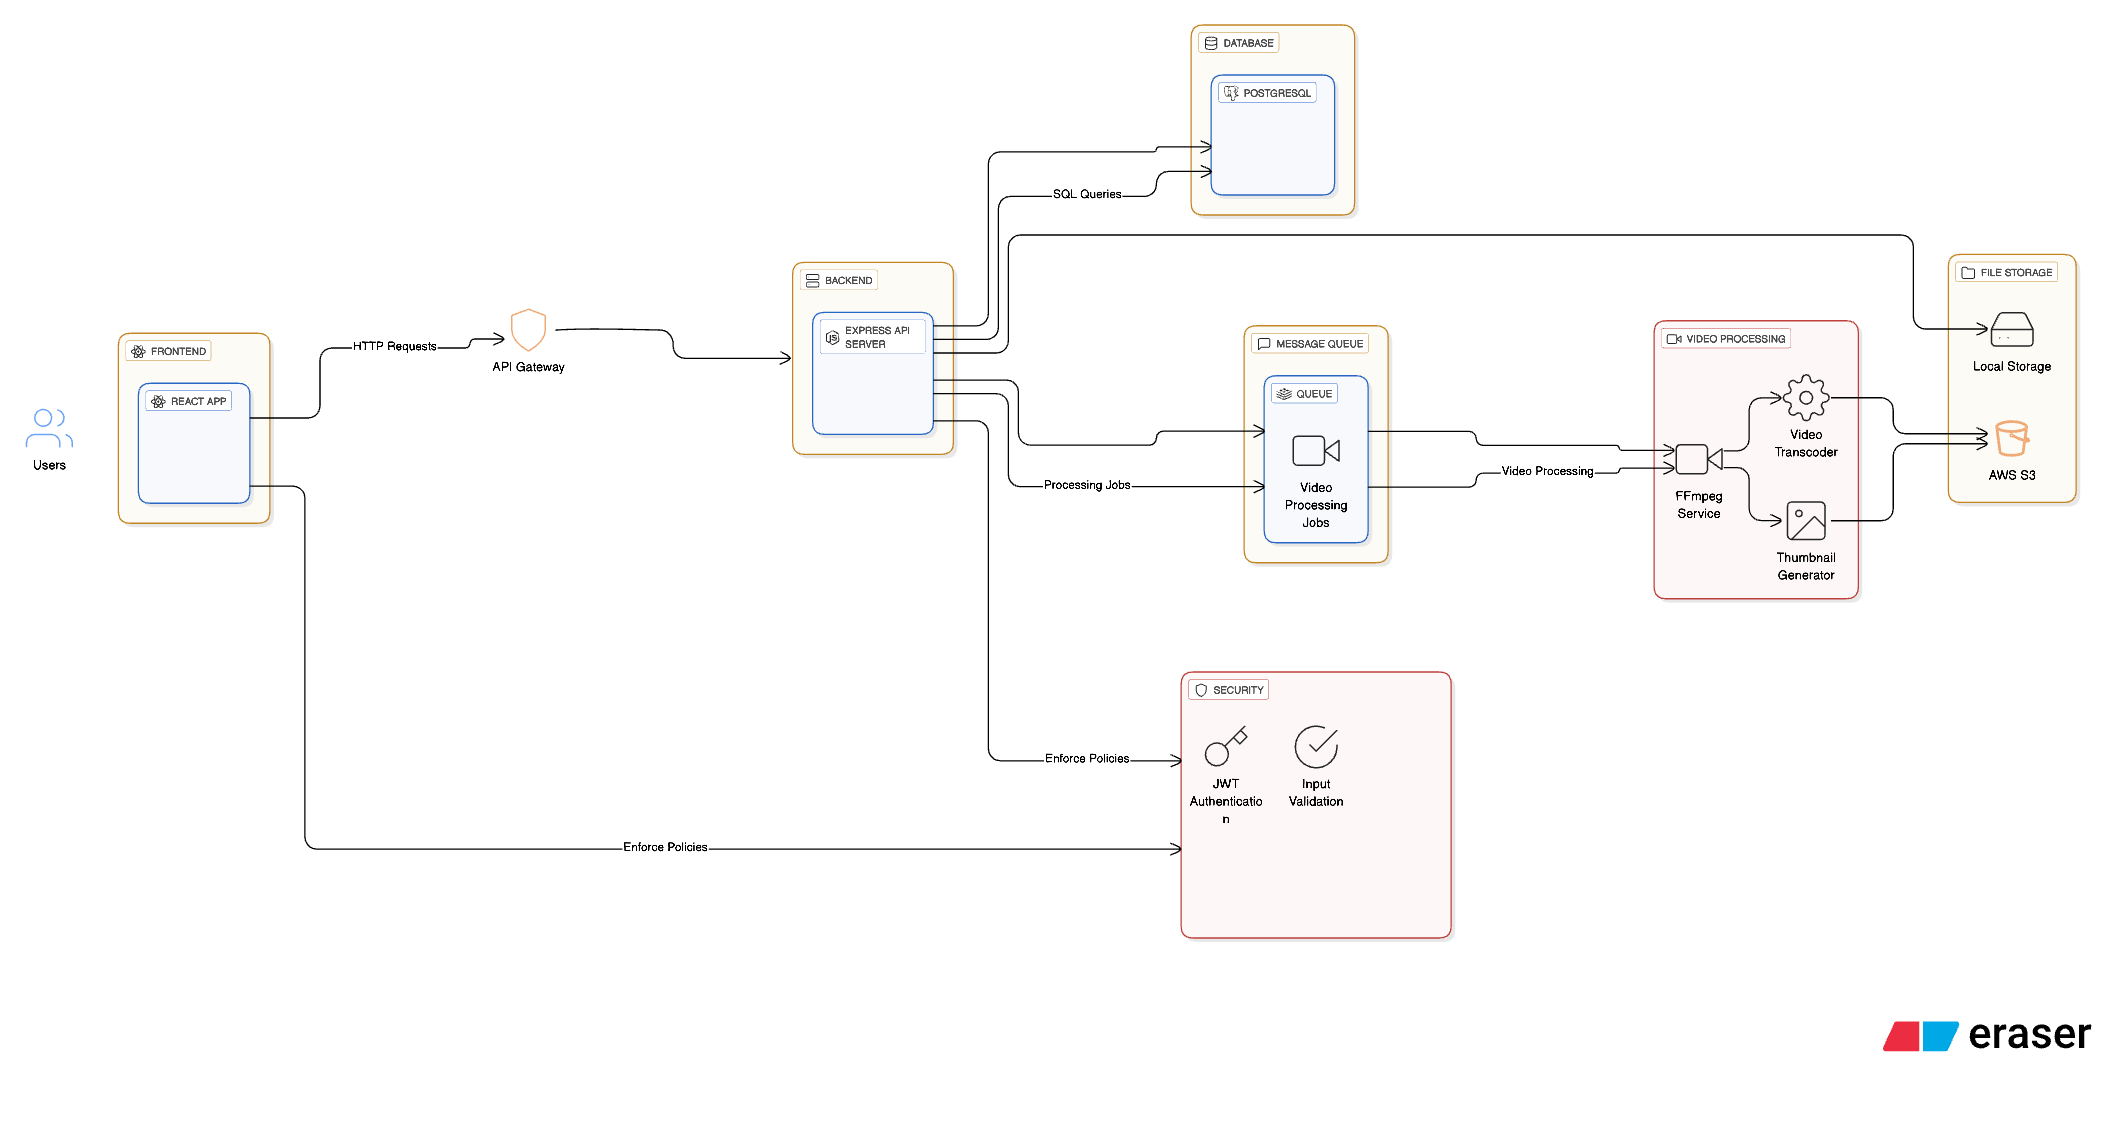 DATABASE
POSTGRESQL
SQL Queries
FILE STORAGE
Local Storage
AWS S3
BACKEND
EXPRESS API
SERVER
API Gateway
HTTP Requests
FRONTEND
REACT APP
Users
MESSAGE QUEUE
QUEUE
Video
Processing
Jobs
Processing Jobs
Video Processing
VIDEO PROCESSING
Video
Transcoder
FFmpeg
Service
Thumbnail
Generator
SECURITY
JWT
Authenticatio
n
Input
Validation
Enforce Policies
Enforce Policies
eraser